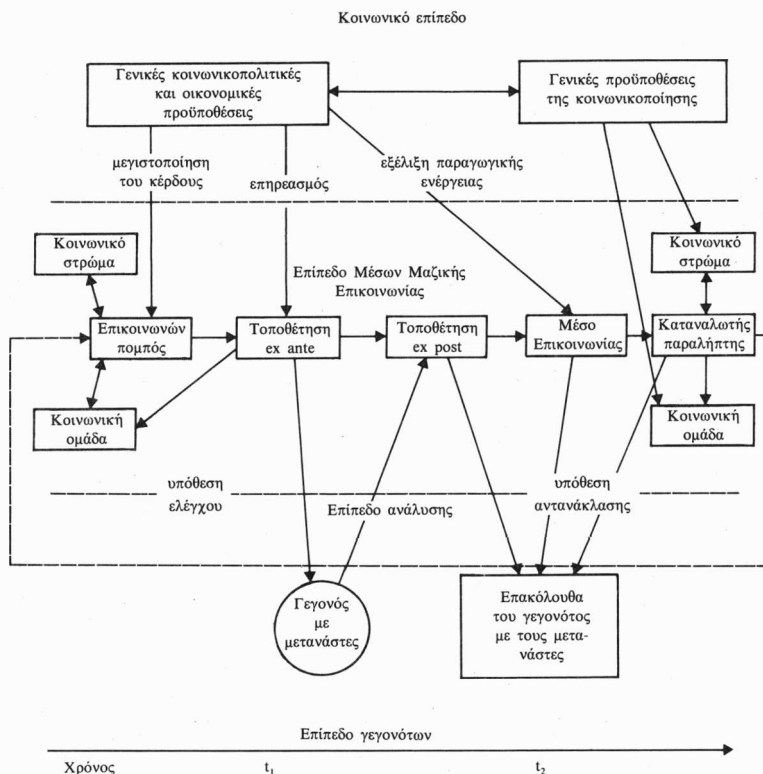 Κοινωνικό επίπεδο
Γενικές κοινωνικοπολιτικές
και οικονομικές
προϋποθέσεις
Γενικές προϋποθέσεις
της κοινωνικοποίησης
μεγιστοποίηση
του κέρδους
επηρεασμός
εξέλιξη παραγωγικής
ενέργειας
Κοινωνικό
στρώμα
Κοινωνικό
στρώμα
Επίπεδο Μέσων Μαζικής
Επικοινωνίας
Επικοινωνών
πομπός
Τοποθέτηση
ex ante
Τοποθέτηση
ex post
Μέσο
Επικοινωνίας
Καταναλωτής
παραλήπτης
Κοινωνική
ομάδα
Κοινωνική
ομάδα
υπόθεση
ελέγχου
Επίπεδο ανάλυσης
υπόθεση
αντανάκλασης
Γεγονός
με
μετανάστες
Επακόλουθα
του γεγονότος
με τους μετα-
νάστες
Επίπεδο γεγονότων
Χρόνος t₁ t₂